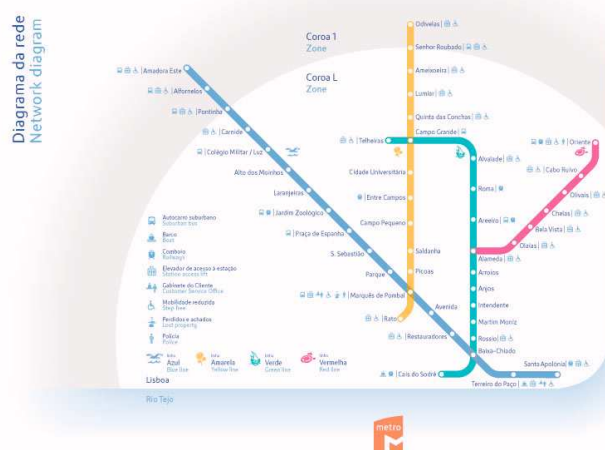 Diagrama da rede
Network diagram
Coroa 1
Zone
Coroa L
Zone
Odivelas
Senhor Roubado
Ameixoeira
Lumiar
Quinta das Conchas
Campo Grande
Telheiras
Cidade Universitária
Entre Campos
Campo Pequeno
Saldanha
Picoas
Marquês de Pombal
Rato
Amadora Este
Alfornelos
Pontinha
Carnide
Colégio Militar / Luz
Alto dos Moinhos
Laranjeiras
Jardim Zoológico
Praça de Espanha
S. Sebastião
Parque
Avenida
Restauradores
Baixa-Chiado
Terreiro do Paço
Santa Apolónia
Cais do Sodré
Alvalade
Roma
Areeiro
Alameda
Arroios
Anjos
Intendente
Martim Moniz
Rossio
Oriente
Cabo Ruivo
Olivais
Chelas
Bela Vista
Olaias
Autocarro suburbano
Suburban bus
Barco
Boat
Comboio
Railways
Elevador de acesso à estação
Station access lift
Gabinete do Cliente
Customer Service Office
Mobilidade reduzida
Step free
Perdidos e achados
Lost property
Polícia
Police
linha
Azul
Blue line
linha
Amarela
Yellow line
linha
Verde
Green line
linha
Vermelha
Red line
Lisboa
Rio Tejo
metro
M